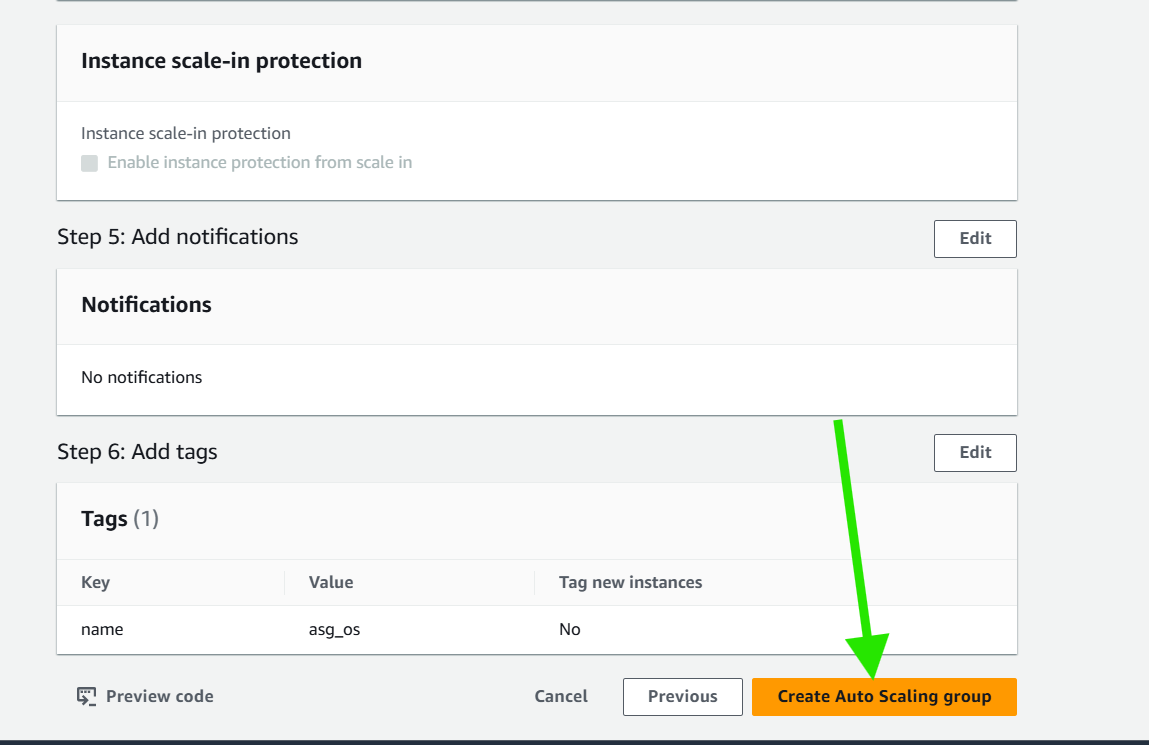 Instance scale-in protection
Instance scale-in protection
Enable instance protection from scale in
Step 5: Add notifications
Edit
Notifications
No notifications
Step 6: Add tags
Edit
Tags (1)
Key Value Tag new instances
name asg_os No
Preview code Cancel Previous Create Auto Scaling group